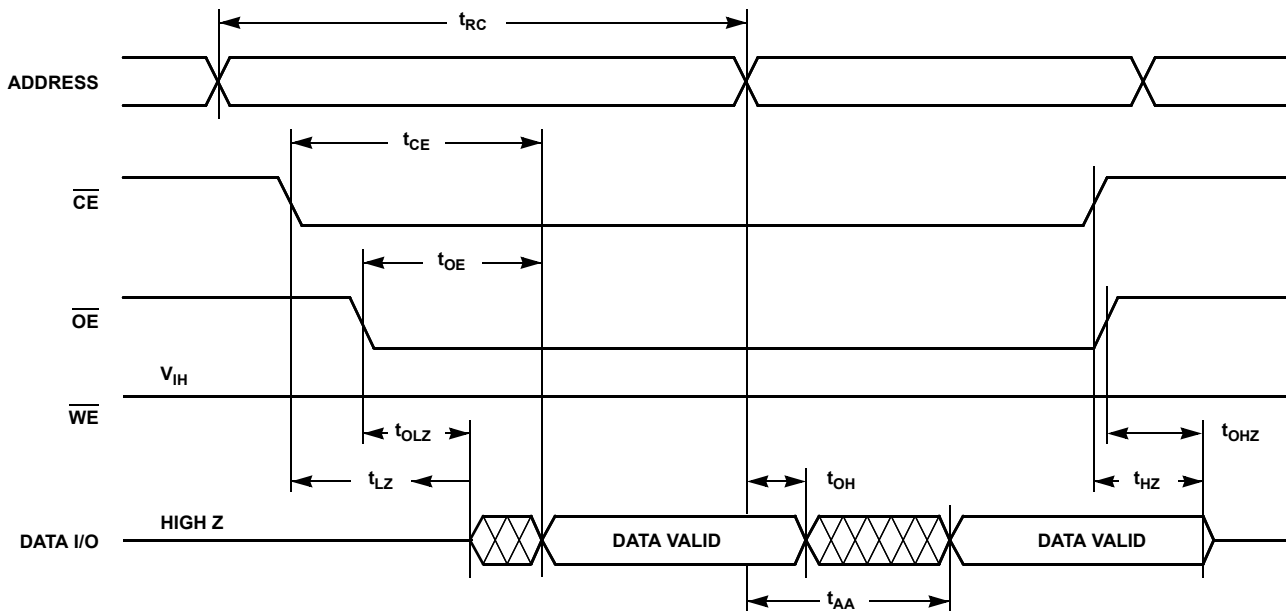 tRC
ADDRESS
tCE
CE
tOE
OE
VIH
WE
tOLZ
tOHZ
tLZ
tOH
tHZ
HIGH Z
DATA I/O
DATA VALID
DATA VALID
tAA